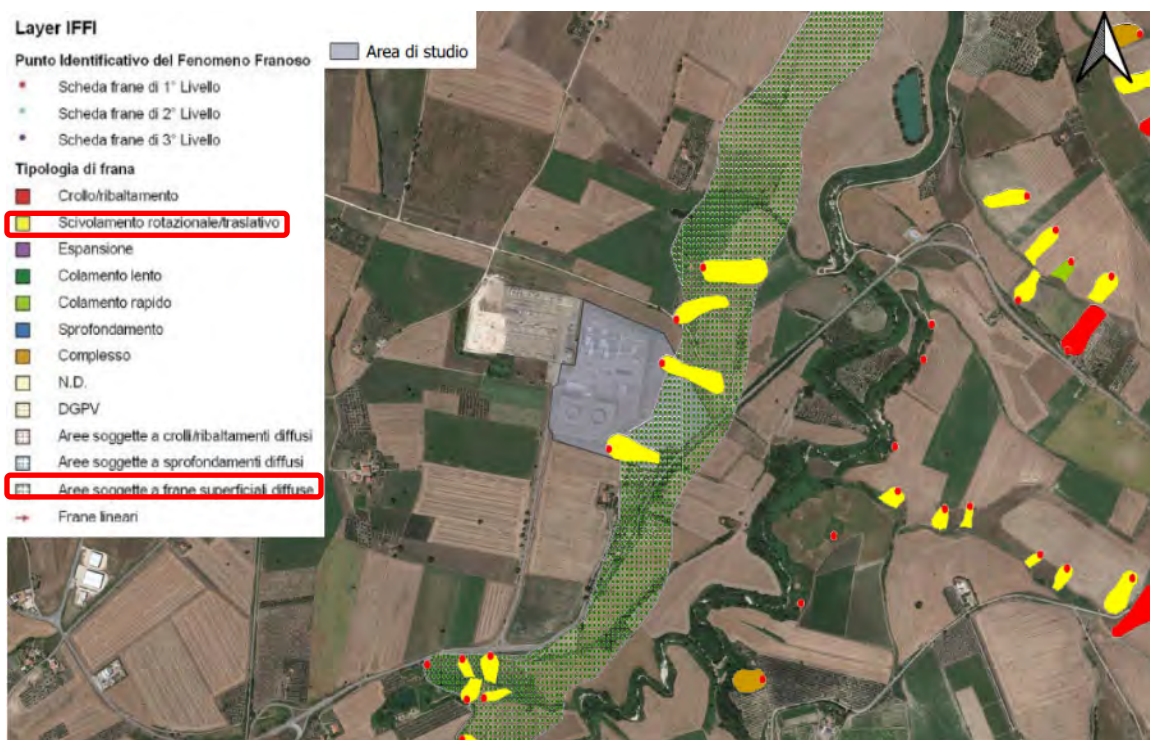 Layer IFFI
Punto Identificativo del Fenomeno Franoso
Scheda frane di 1° Livello
Scheda frane di 2° Livello
Scheda frane di 3° Livello
Tipologia di frana
Crollo/ribaltamento
Scivolamento rotazionale/traslativo
Espansione
Colamento lento
Colamento rapido
Sprofondamento
Complesso
N.D.
DGPV
Aree soggette a crolli/ribaltamenti diffusi
Aree soggette a sprofondamenti diffusi
Aree soggette a frane superficiali diffuse
Frane lineari
Area di studio